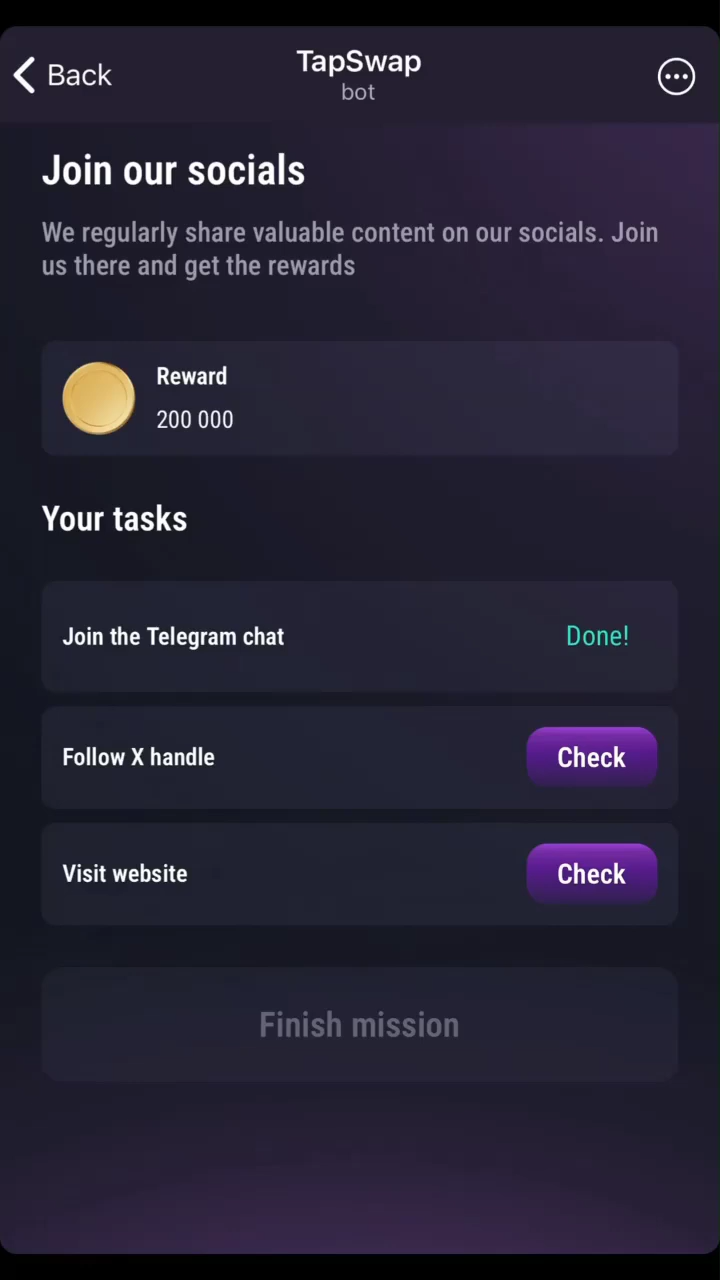 Back
TapSwap
bot
Join our socials
We regularly share valuable content on our socials. Join
us there and get the rewards
Reward
200 000
Your tasks
Join the Telegram chat
Done!
Follow X handle
Check
Visit website
Check
Finish mission